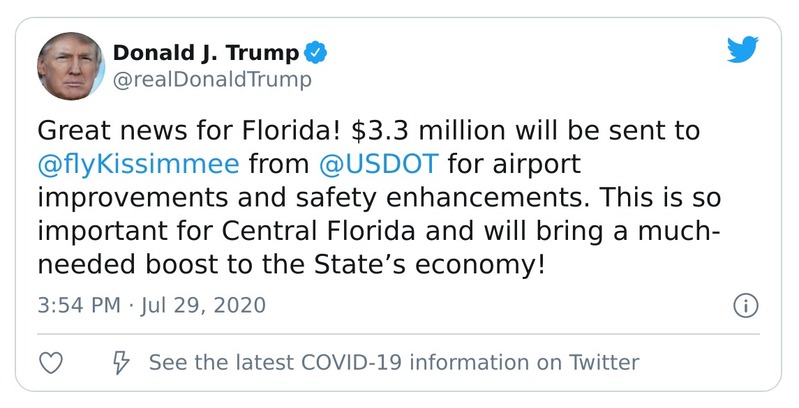 Donald J. Trump
@realDonaldTrump
Great news for Florida! $3.3 million will be sent to
@flyKissimmee from @USDOT for airport
improvements and safety enhancements. This is so
important for Central Florida and will bring a much-
needed boost to the State’s economy!
3:54 PM · Jul 29, 2020
See the latest COVID-19 information on Twitter